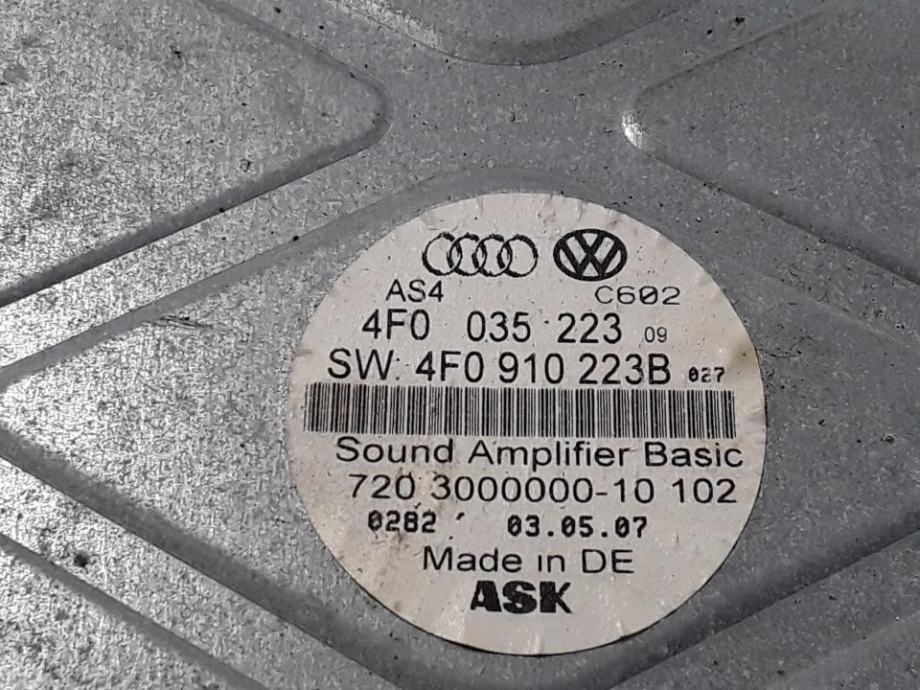 AS4 C602
4F0 035 223 09
SW: 4F0 910 223B 027
Sound Amplifier Basic
720 3000000-10 102
0282 03.05.07
Made in DE
ASK